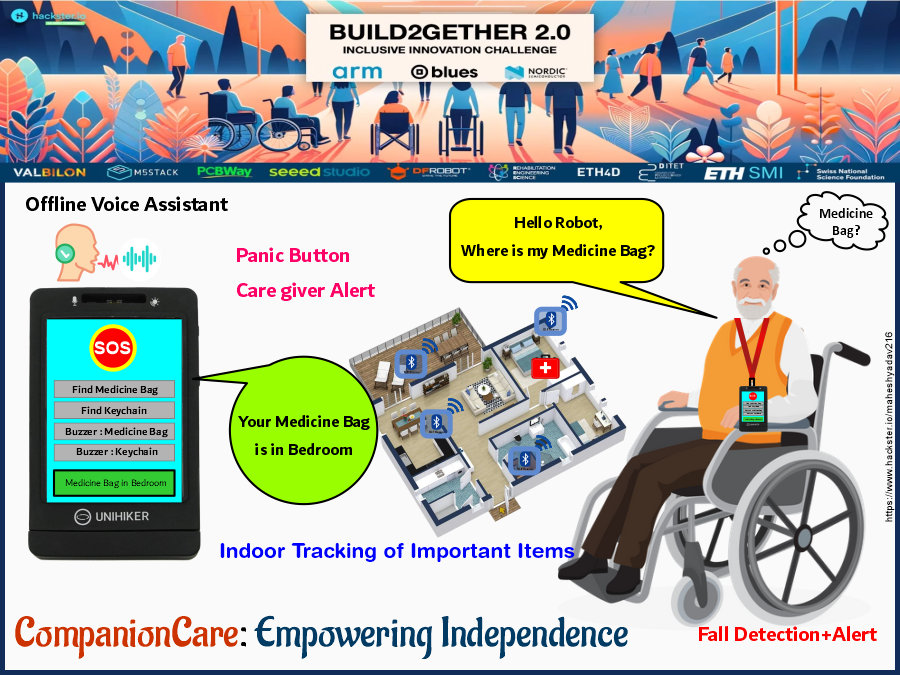 hackster.io
BUILD2GETHER 2.0
INCLUSIVE INNOVATION CHALLENGE
arm
blues
NORDIC
SEMICONDUCTOR
VALBILON
M5STACK
PCBWay
seeed studio
DFROBOT
REHABILITATION
ENGINEERING
SCIENCE
ETH4D
DITET
ETH SMI
Swiss National
Science Foundation
Offline Voice Assistant
Panic Button
Care giver Alert
Hello Robot,
Where is my Medicine Bag?
Medicine
Bag?
SOS
Find Medicine Bag
Find Keychain
Buzzer : Medicine Bag
Buzzer : Keychain
Medicine Bag in Bedroom
UNIHIKER
Your Medicine Bag
is in Bedroom
UNIHIKER
https://www.hackster.io/maheshyadav216
Indoor Tracking of Important Items
CompanionCare: Empowering Independence
Fall Detection+Alert